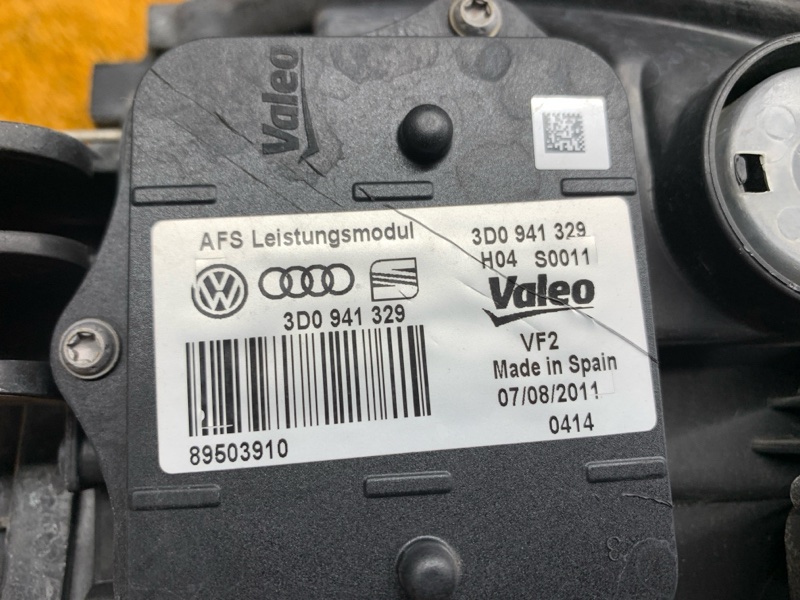 Valeo
AFS Leistungsmodul
3D0 941 329
89503910
3D0 941 329
H04 S0011
Valeo
VF2
Made in Spain
07/08/2011
0414
3